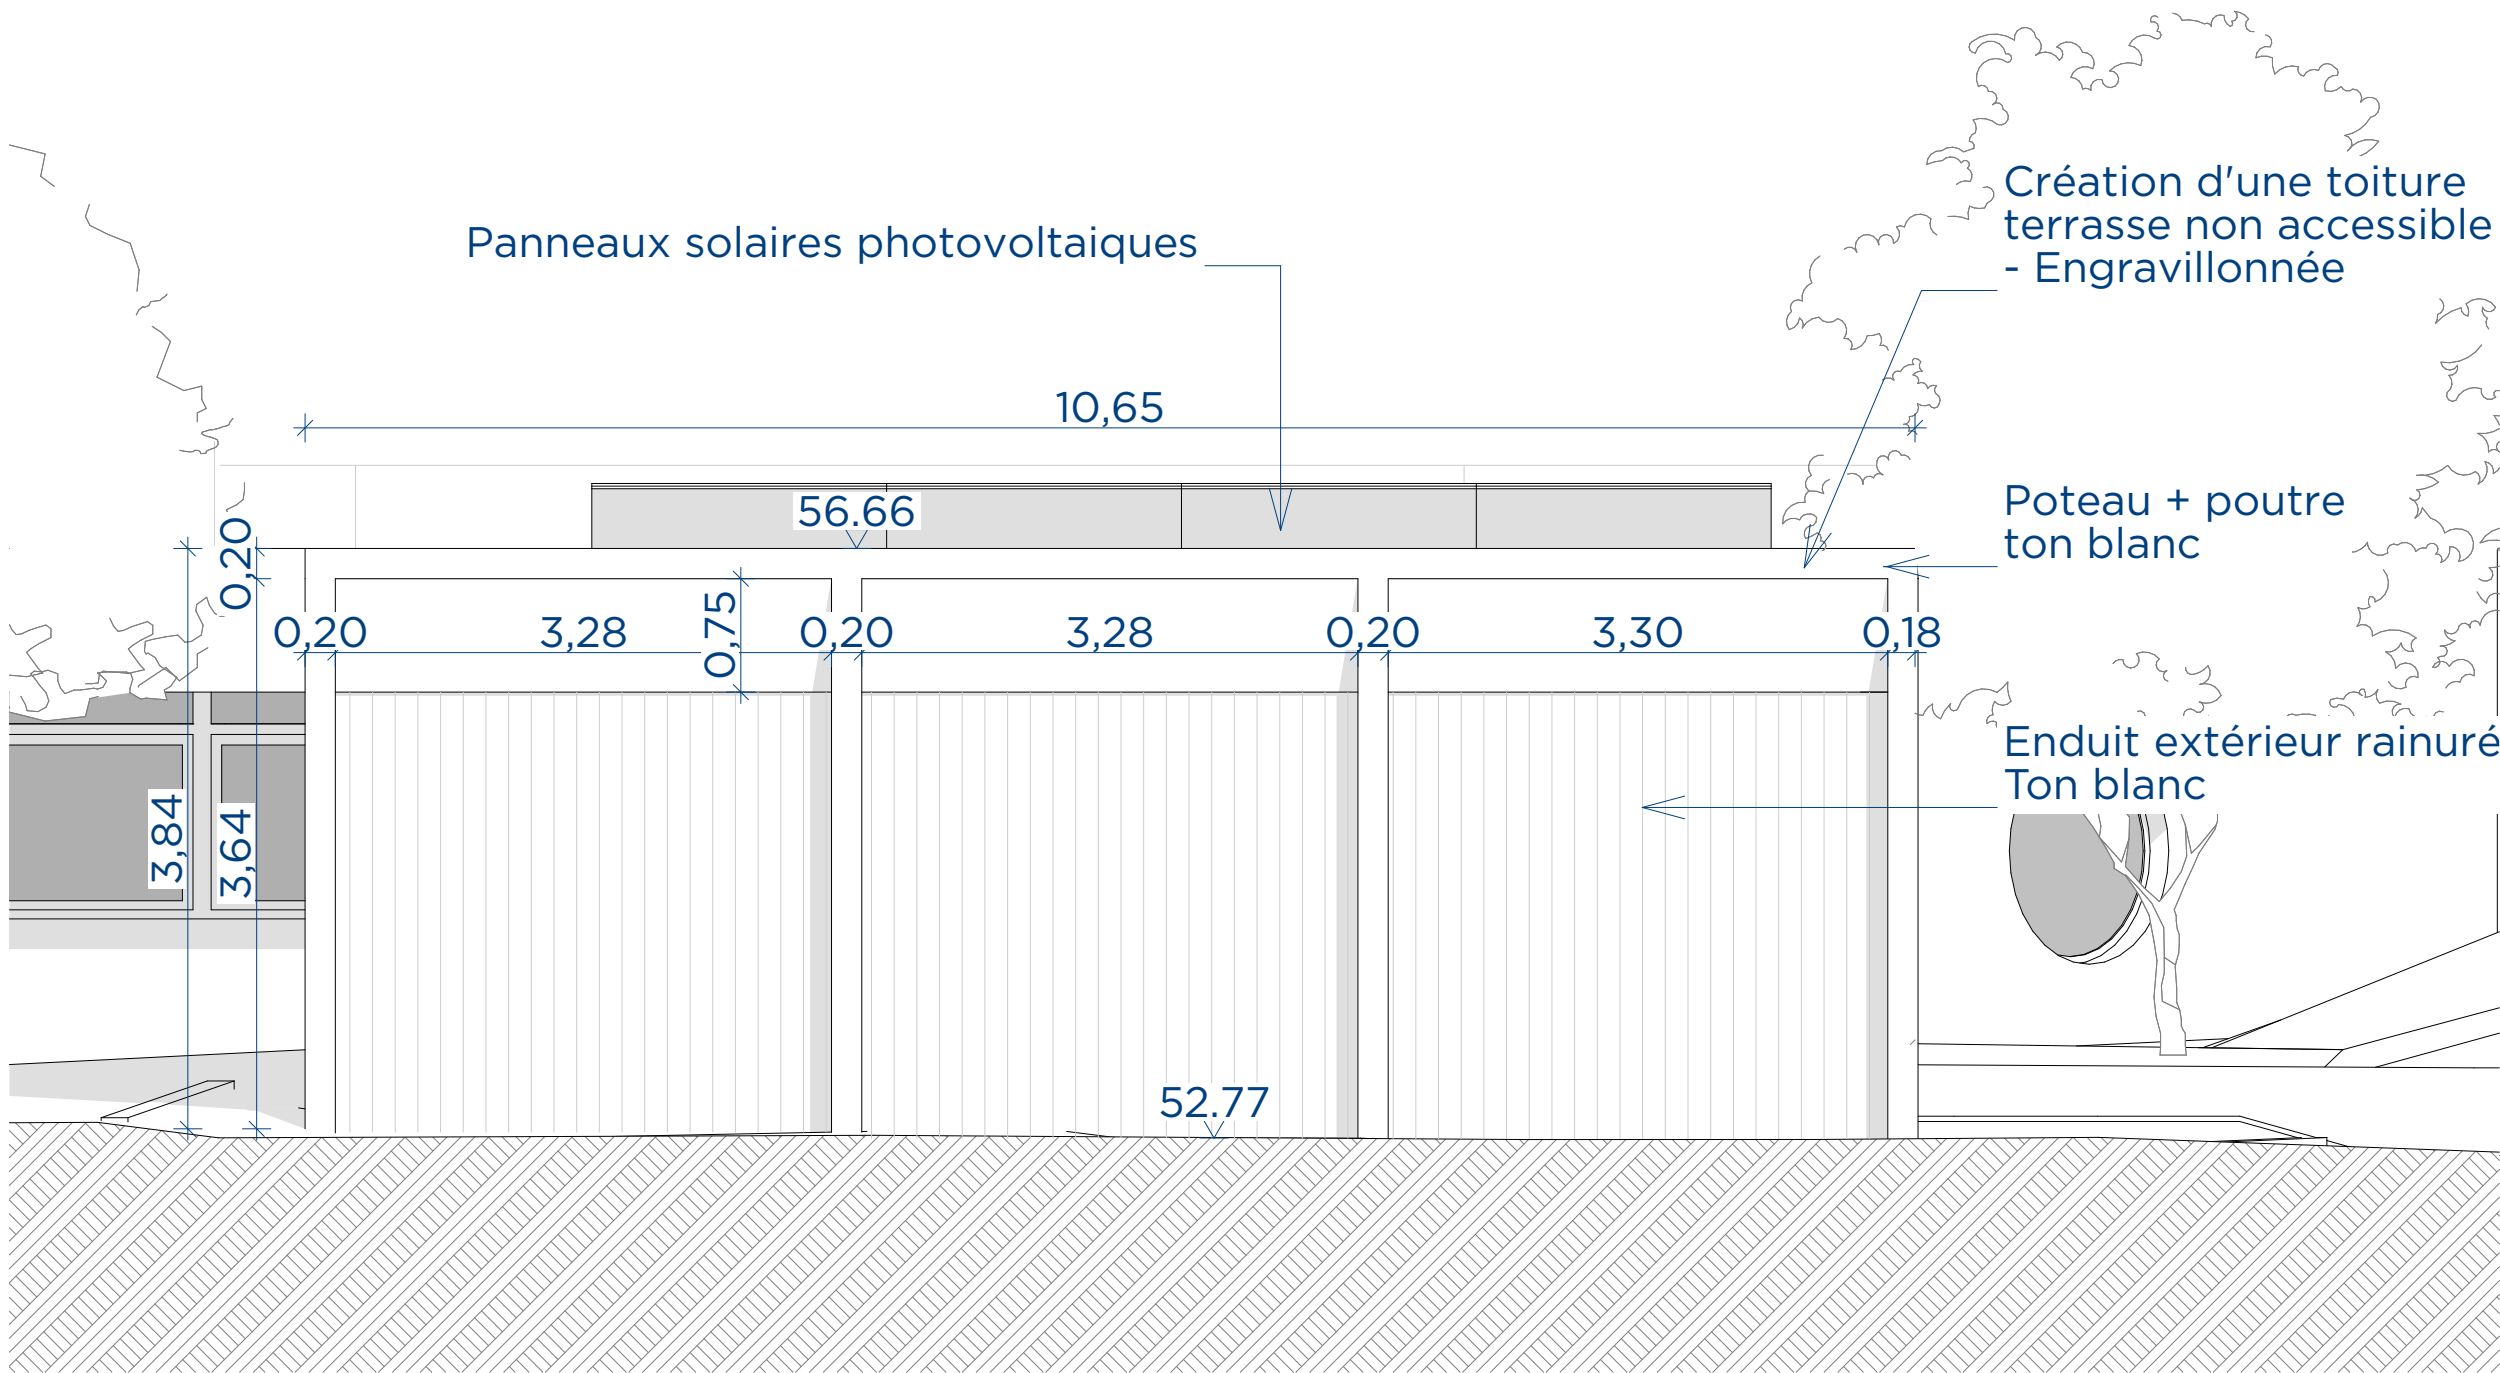 Création d'une toiture
terrasse non accessible
- Engravillonnée
Panneaux solaires photovoltaiques
10,65
56.66
Poteau + poutre
ton blanc
0,20
0,75
0,20
3,28
0,20
3,28
0,20
3,30
0,18
Enduit extérieur rainuré
Ton blanc
3,84
3,64
52.77